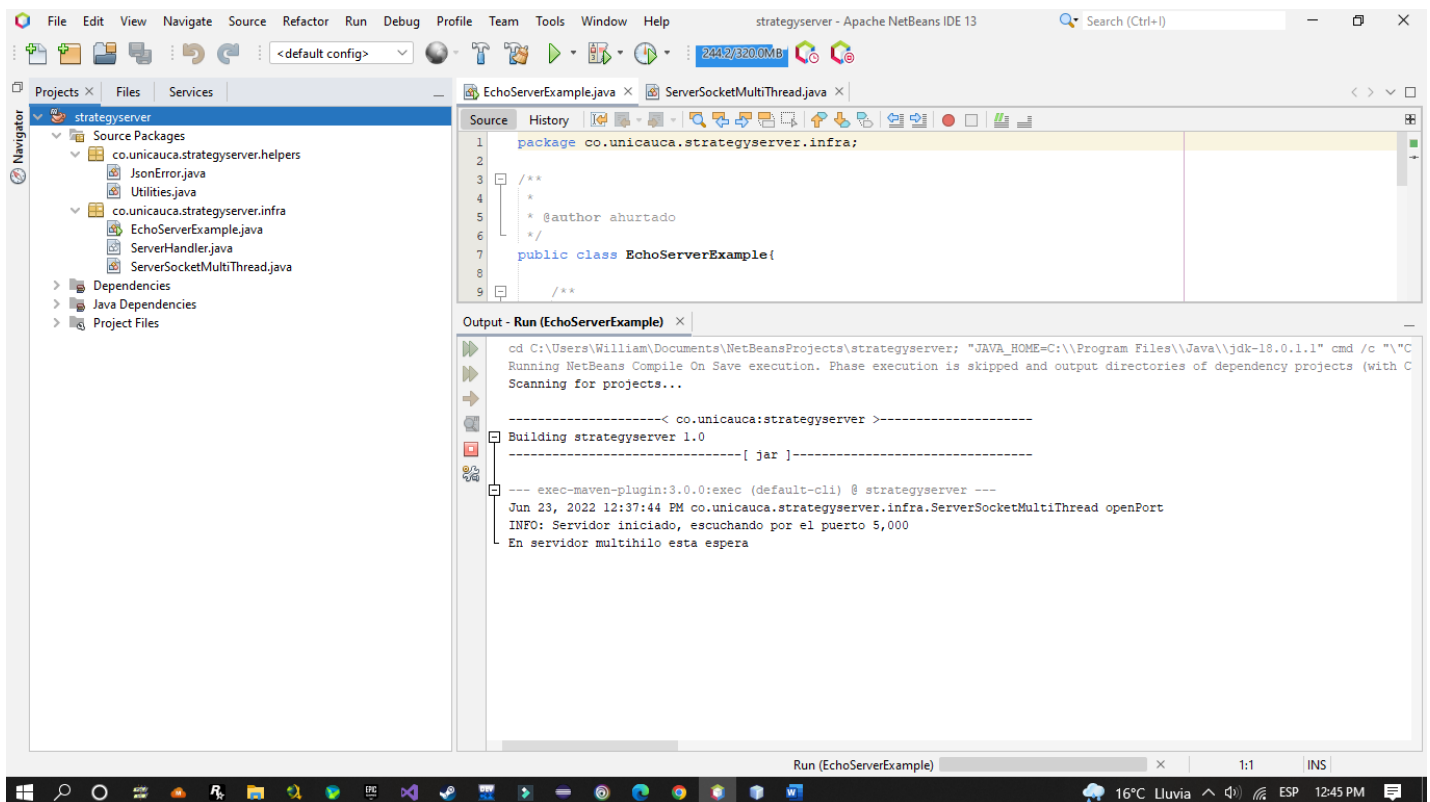 File Edit View Navigate Source Refactor Run Debug Profile Team Tools Window Help strategyserver - Apache NetBeans IDE 13 Search (Ctrl+I)
<default config> 244.2/320.0MB
Projects Files Services
EchoServerExample.java ServerSocketMultiThread.java
Navigator
strategyserver
Source Packages
co.unicauca.strategyserver.helpers
JsonError.java
Utilities.java
co.unicauca.strategyserver.infra
EchoServerExample.java
ServerHandler.java
ServerSocketMultiThread.java
Dependencies
Java Dependencies
Project Files
Source History
1 package co.unicauca.strategyserver.infra;
2
3 /**
4 *
5 * @author ahurtado
6 */
7 public class EchoServerExample{
8
9 /**
Output - Run (EchoServerExample)
cd C:\Users\William\Documents\NetBeansProjects\strategyserver; "JAVA_HOME=C:\\Program Files\\Java\\jdk-18.0.1.1" cmd /c "\"C
Running NetBeans Compile On Save execution. Phase execution is skipped and output directories of dependency projects (with C
Scanning for projects...
---------------------< co.unicauca:strategyserver >---------------------
Building strategyserver 1.0
--------------------------------[ jar ]---------------------------------
--- exec-maven-plugin:3.0.0:exec (default-cli) @ strategyserver ---
Jun 23, 2022 12:37:44 PM co.unicauca.strategyserver.infra.ServerSocketMultiThread openPort
INFO: Servidor iniciado, escuchando por el puerto 5,000
En servidor multihilo esta espera
Run (EchoServerExample) 1:1 INS
16°C Lluvia ESP 12:45 PM